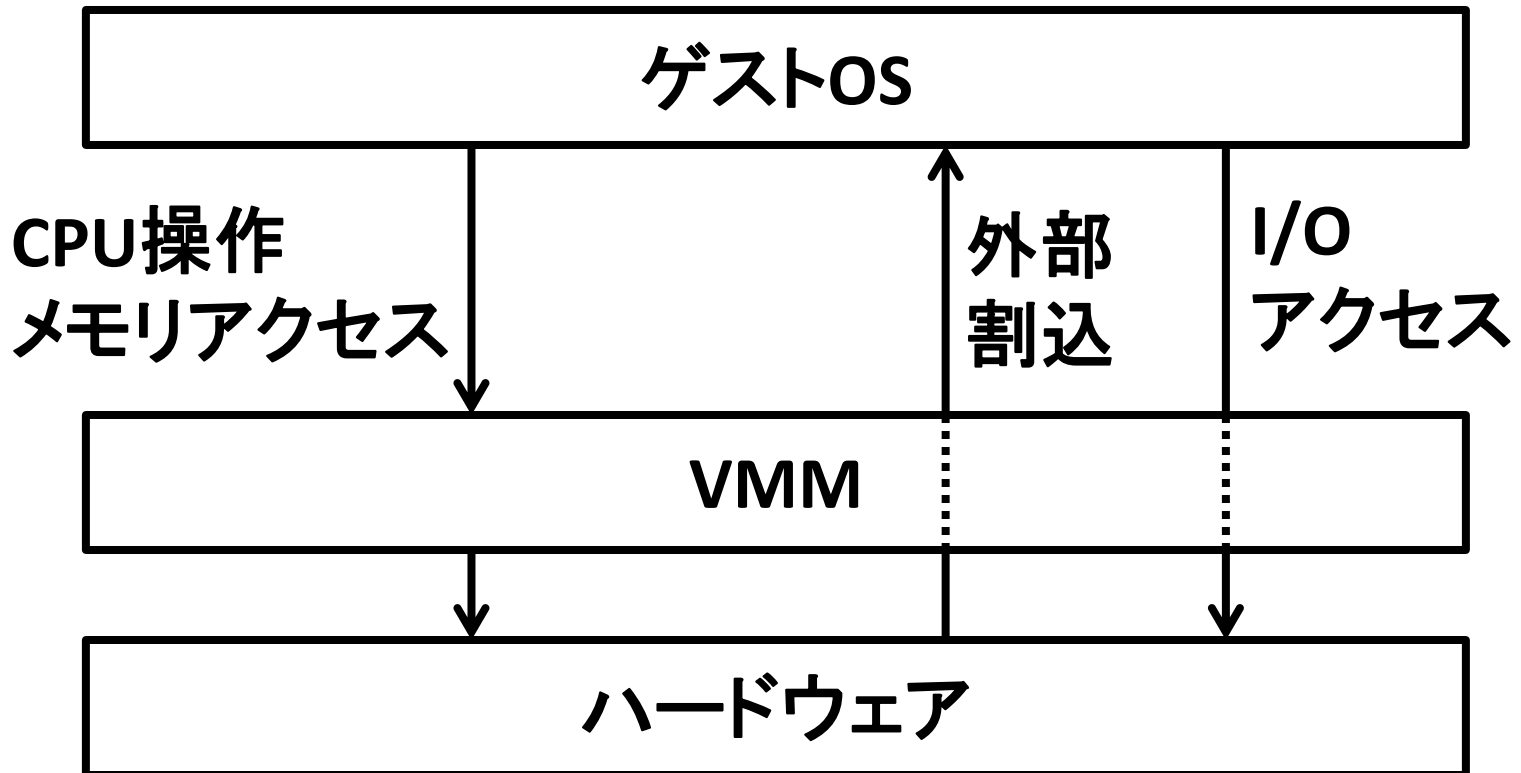 ゲストOS
CPU操作
メモリアクセス
外部
割込
I/O
アクセス
VMM
ハードウェア